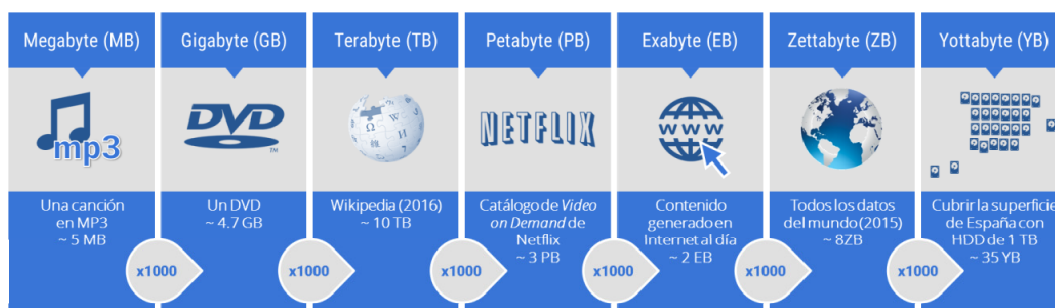 Megabyte (MB)
Gigabyte (GB)
Terabyte (TB)
Petabyte (PB)
Exabyte (EB)
Zettabyte (ZB)
Yottabyte (YB)
mp3
DVD
TM
Ω
W
И
NETFLIX
WWW
Una canción
en MP3
~ 5 MB
Un DVD
~ 4.7 GB
Wikipedia (2016)
~ 10 TB
Catálogo de Video
on Demand de
Netflix
~ 3 PB
Contenido
generado en
Internet al día
~ 2 EB
Todos los datos
del mundo (2015)
~ 8ZB
Cubrir la superficie
de España con
HDD de 1 TB
~ 35 YB
x1000
x1000
x1000
x1000
x1000
x1000